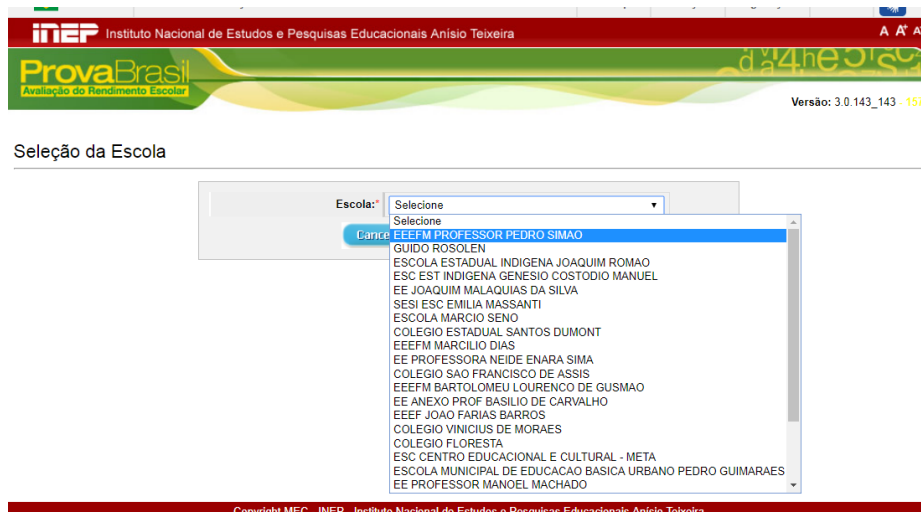 inep Instituto Nacional de Estudos e Pesquisas Educacionais Anísio Teixeira
A A+ A
ProvaBrasil
Avaliação do Rendimento Escolar
Versão: 3.0.143_143 - 157
Seleção da Escola
Escola:* Selecione
Cance
Selecione
EEEFM PROFESSOR PEDRO SIMAO
GUIDO ROSOLEN
ESCOLA ESTADUAL INDIGENA JOAQUIM ROMAO
ESC EST INDIGENA GENESIO COSTODIO MANUEL
EE JOAQUIM MALAQUIAS DA SILVA
SESI ESC EMILIA MASSANTI
ESCOLA MARCIO SENO
COLEGIO ESTADUAL SANTOS DUMONT
EEEFM MARCILIO DIAS
EE PROFESSORA NEIDE ENARA SIMA
COLEGIO SAO FRANCISCO DE ASSIS
EEEFM BARTOLOMEU LOURENCO DE GUSMAO
EE ANEXO PROF BASILIO DE CARVALHO
EEEF JOAO FARIAS BARROS
COLEGIO VINICIUS DE MORAES
COLEGIO FLORESTA
ESC CENTRO EDUCACIONAL E CULTURAL - META
ESCOLA MUNICIPAL DE EDUCACAO BASICA URBANO PEDRO GUIMARAES
EE PROFESSOR MANOEL MACHADO
Copyright MEC - INEP - Instituto Nacional de Estudos e Pesquisas Educacionais Anísio Teixeira